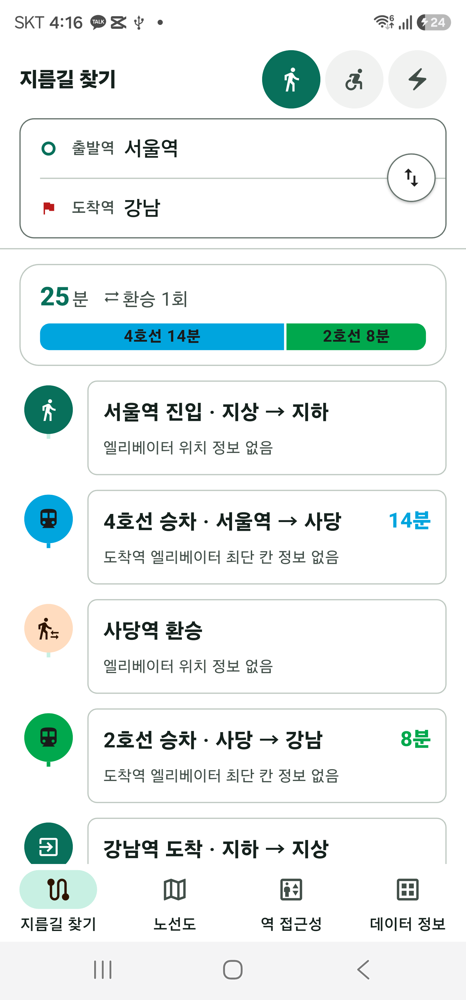 SKT 4:16 TALK 6 24
지름길 찾기
출발역 서울역
도착역 강남
25분 환승 1회
4호선 14분 2호선 8분
서울역 진입 · 지상 → 지하
엘리베이터 위치 정보 없음
4호선 승차 · 서울역 → 사당 14분
도착역 엘리베이터 최단 칸 정보 없음
사당역 환승
엘리베이터 위치 정보 없음
2호선 승차 · 사당 → 강남 8분
도착역 엘리베이터 최단 칸 정보 없음
강남역 도착 · 지하 → 지상
지름길 찾기 노선도 역 접근성 데이터 정보